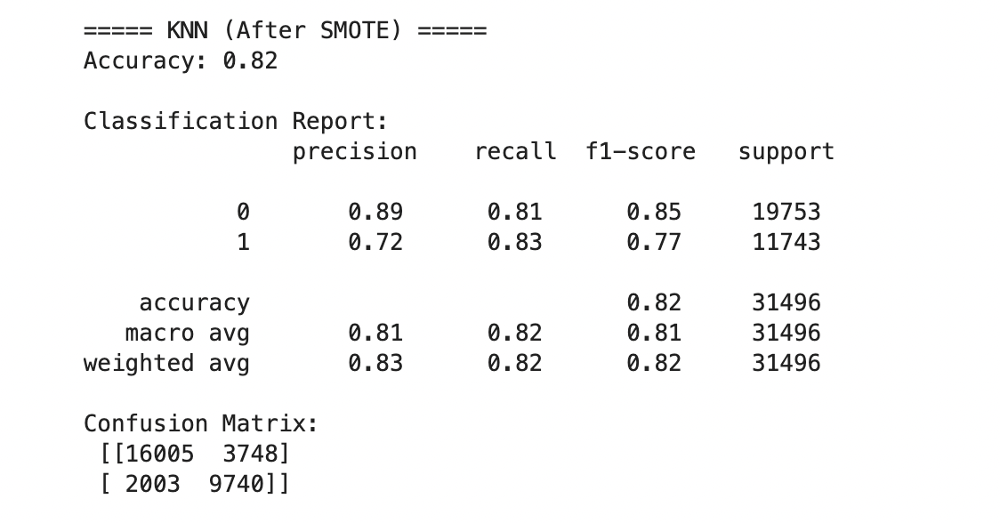 ===== KNN (After SMOTE) =====
Accuracy: 0.82
Classification Report:
precision recall f1-score support
0 0.89 0.81 0.85 19753
1 0.72 0.83 0.77 11743
accuracy 0.82 31496
macro avg 0.81 0.82 0.81 31496
weighted avg 0.83 0.82 0.82 31496
Confusion Matrix:
[[16005 3748]
[ 2003 9740]]